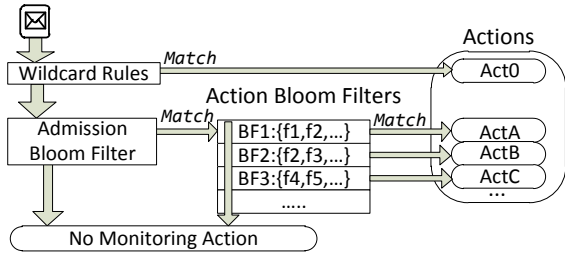 Actions
Match
Wildcard Rules
Act0
Action Bloom Filters
Match
Match
Admission
Bloom Filter
BF1:{f1,f2,...}
ActA
BF2:{f2,f3,...}
ActB
BF3:{f4,f5,...}
ActC
.....
...
No Monitoring Action